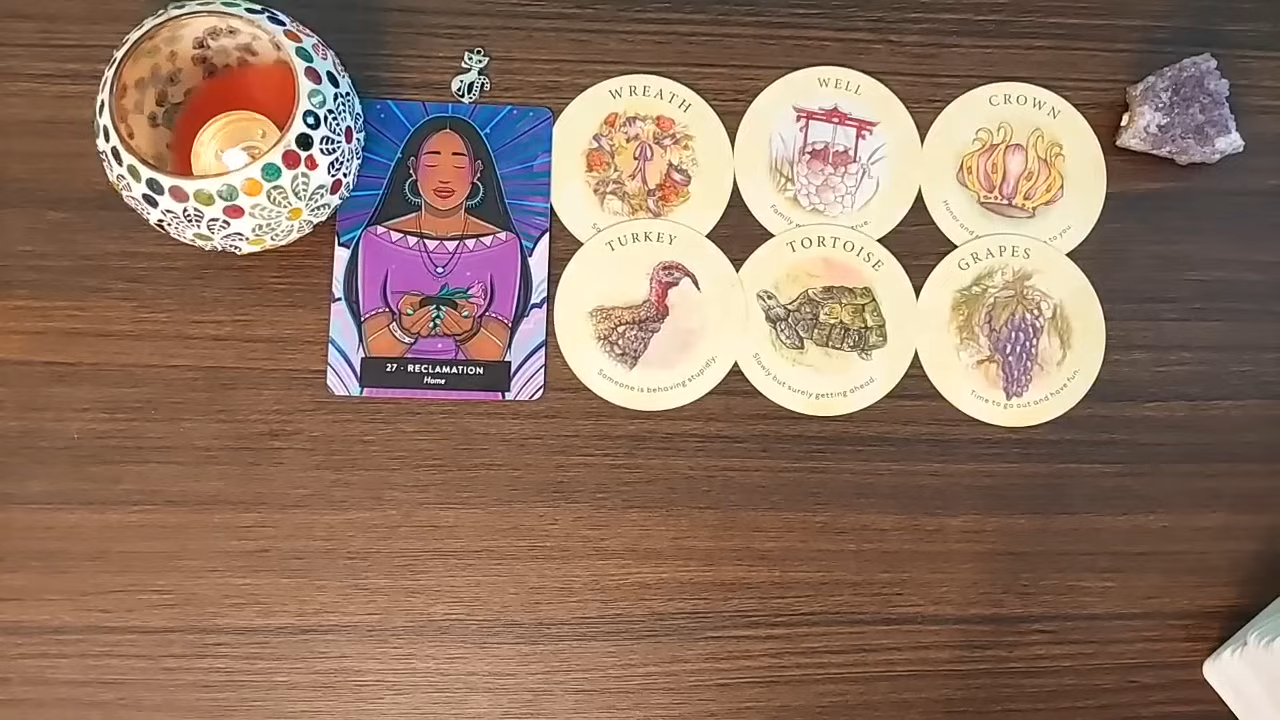 27 · RECLAMATION
Home
WREATH
WELL
Family
true.
CROWN
Honor and
to you.
TURKEY
Someone is behaving stupidly.
TORTOISE
Slowly but surely getting ahead.
GRAPES
Time to go out and have fun.